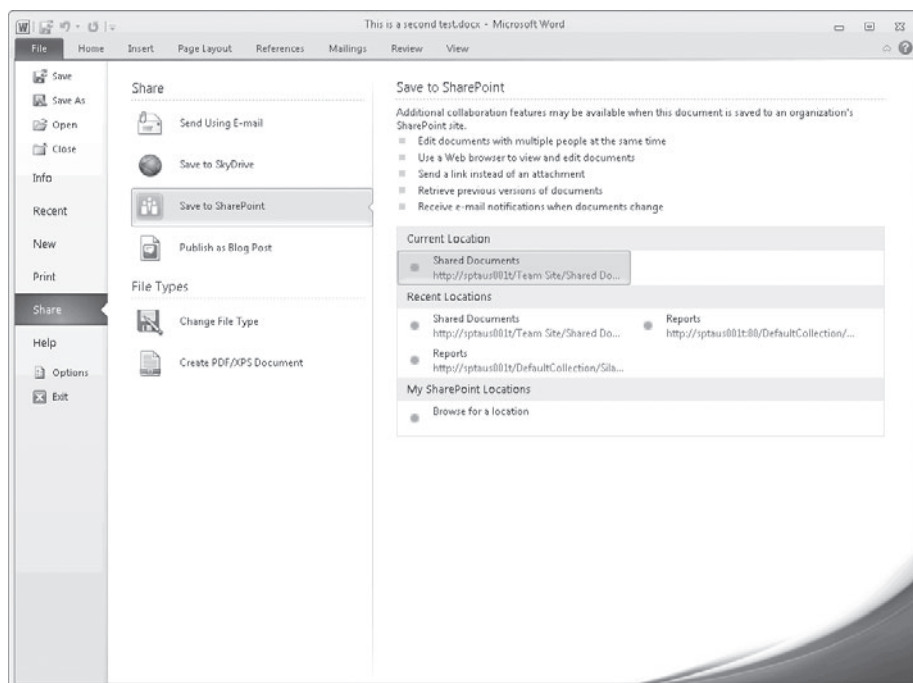 This is a second test.docx - Microsoft Word
File Home Insert Page Layout References Mailings Review View
Save
Save As
Open
Close
Info
Recent
New
Print
Share
Help
Options
Exit
Share
Send Using E-mail
Save to SkyDrive
Save to SharePoint
Publish as Blog Post
File Types
Change File Type
Create PDF/XPS Document
Save to SharePoint
Additional collaboration features may be available when this document is saved to an organization's
SharePoint site.
Edit documents with multiple people at the same time
Use a Web browser to view and edit documents
Send a link instead of an attachment
Retrieve previous versions of documents
Receive e-mail notifications when documents change
Current Location
Shared Documents
http://sptaus001t/Team Site/Shared Do...
Recent Locations
Shared Documents
http://sptaus001t/Team Site/Shared Do...
Reports
http://sptaus001t:80/DefaultCollection/...
Reports
http://sptaus001t/DefaultCollection/Sila...
My SharePoint Locations
Browse for a location